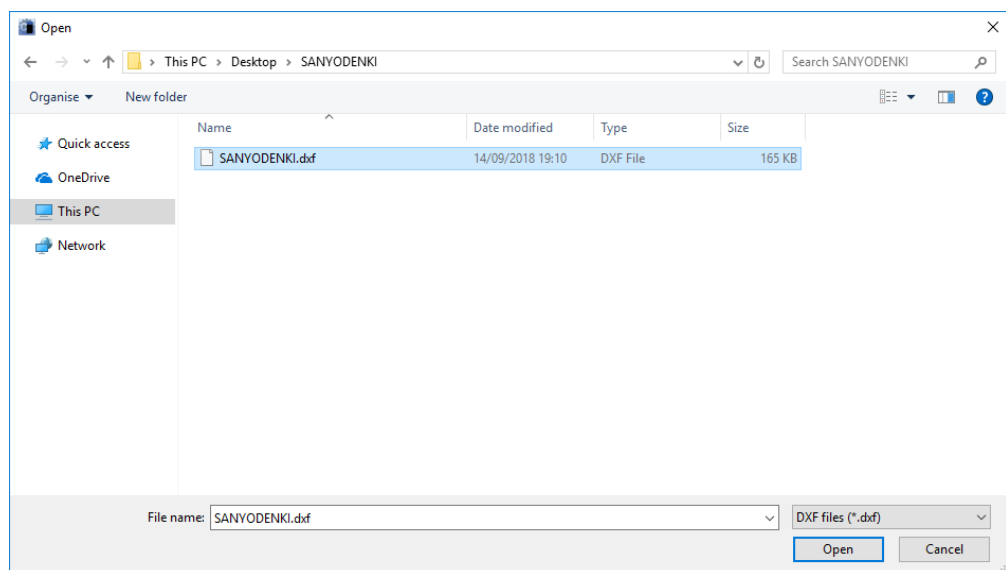 Open
This PC > Desktop > SANYODENKI
Search SANYODENKI
Organise
New folder
Name
Date modified
Type
Size
Quick access
OneDrive
This PC
Network
SANYODENKI.dxf
14/09/2018 19:10
DXF File
165 KB
File name:
SANYODENKI.dxf
DXF files (*.dxf)
Open
Cancel